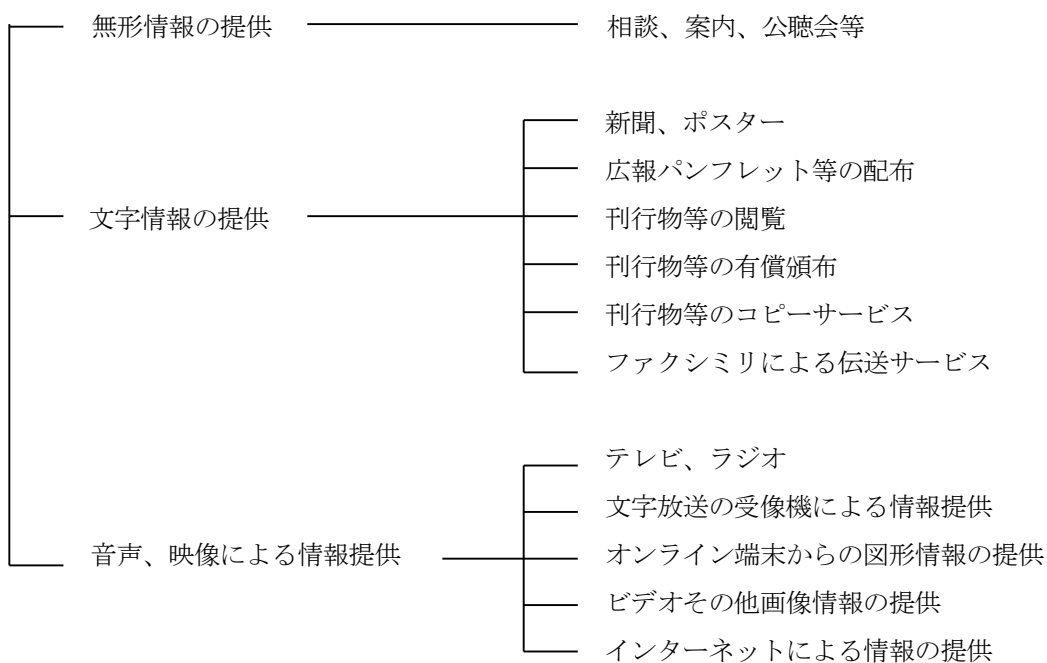 無形情報の提供
相談、案内、公聴会等
文字情報の提供
新聞、ポスター
広報パンフレット等の配布
刊行物等の閲覧
刊行物等の有償頒布
刊行物等のコピーサービス
ファクシミリによる伝送サービス
音声、映像による情報提供
テレビ、ラジオ
文字放送の受像機による情報提供
オンライン端末からの図形情報の提供
ビデオその他画像情報の提供
インターネットによる情報の提供